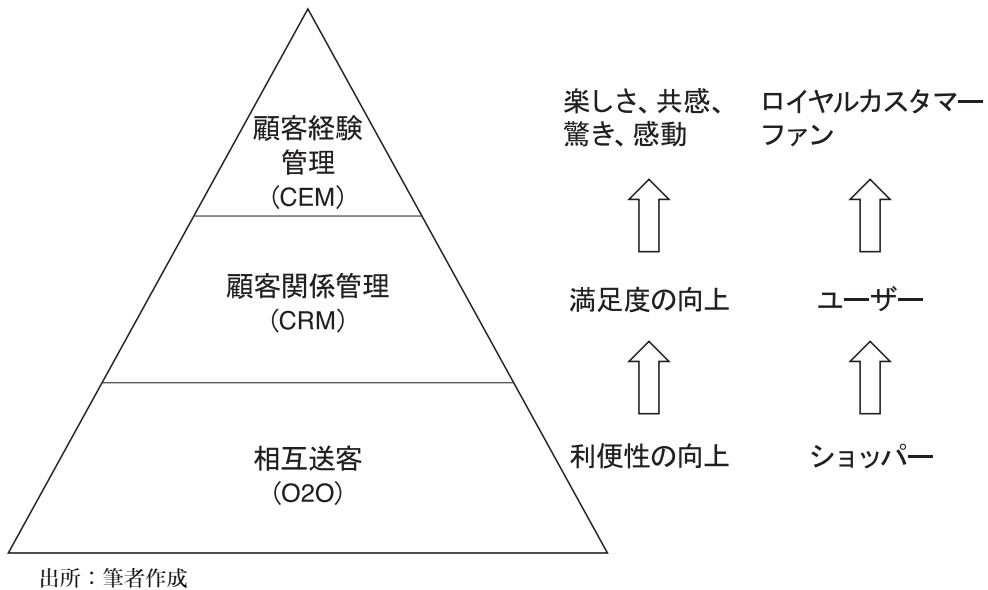 顧客経験
管理
（CEM）
楽しさ、共感、
驚き、感動
ロイヤルカスタマー
ファン
顧客関係管理
（CRM）
満足度の向上
ユーザー
相互送客
（O2O）
利便性の向上
ショッパー
出所：筆者作成